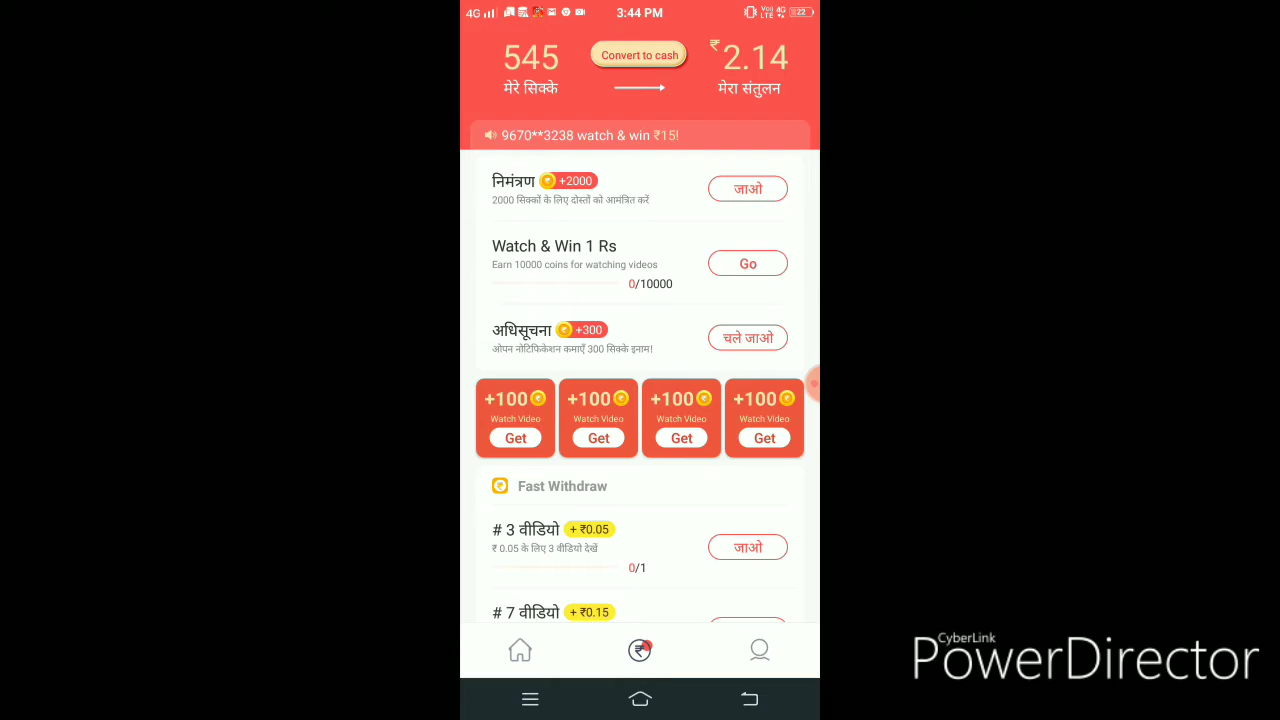 4G 3:44 PM VoLTE 4G 22
545 Convert to cash ₹2.14
मेरे सिक्के मेरा संतुलन
9670**3238 watch & win ₹15!
निमंत्रण +2000
2000 सिक्कों के लिए दोस्तों को आमंत्रित करें
जाओ
Watch & Win 1 Rs
Earn 10000 coins for watching videos
Go
0/10000
अधिसूचना +300
ओपन नोटिफिकेशन कमाएँ 300 सिक्के इनाम!
चले जाओ
+100 +100 +100 +100
Watch Video Watch Video Watch Video Watch Video
Get Get Get Get
Fast Withdraw
# 3 वीडियो + ₹0.05
₹ 0.05 के लिए 3 वीडियो देखें
जाओ
0/1
# 7 वीडियो + ₹0.15
CyberLink
PowerDirector